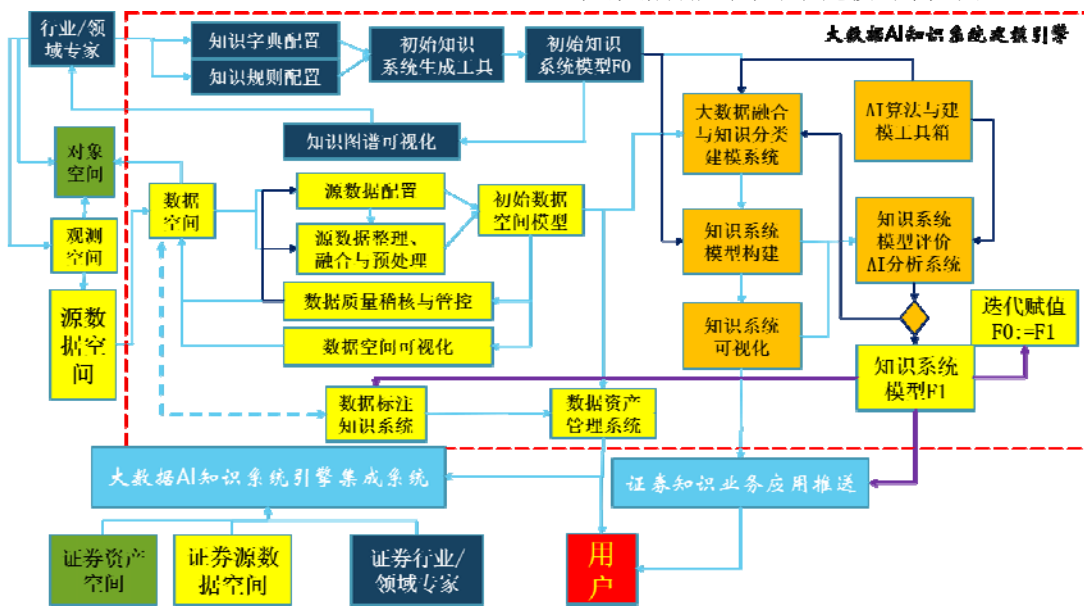 大数据AI知识系统建模引擎
行业/领
域专家
知识字典配置
知识规则配置
初始知识
系统生成工具
初始知识
系统模型F0
知识图谱可视化
大数据融合
与知识分类
建模系统
AI算法与建
模工具箱
对象
空间
数据
空间
观测
空间
源数
据空
间
源数据配置
源数据整理、
融合与预处理
初始数据
空间模型
数据质量稽核与管控
数据空间可视化
知识系统
模型构建
知识系统
模型评价
AI分析系统
知识系统
可视化
迭代赋值
F0:=F1
知识系统
模型F1
数据标注
知识系统
数据资产
管理系统
大数据AI知识系统引擎集成系统
证券知识业务应用推送
证券资产
空间
证券源数
据空间
证券行业/
领域专家
用
户